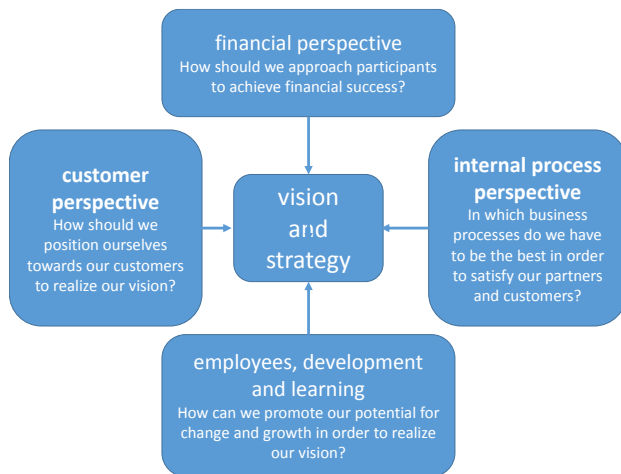 financial perspective
How should we approach participants
to achieve financial success?
customer
perspective
How should we
position ourselves
towards our customers
to realize our vision?
vision
and
strategy
internal process
perspective
In which business
processes do we have
to be the best in order
to satisfy our partners
and customers?
employees, development
and learning
How can we promote our potential for
change and growth in order to realize
our vision?